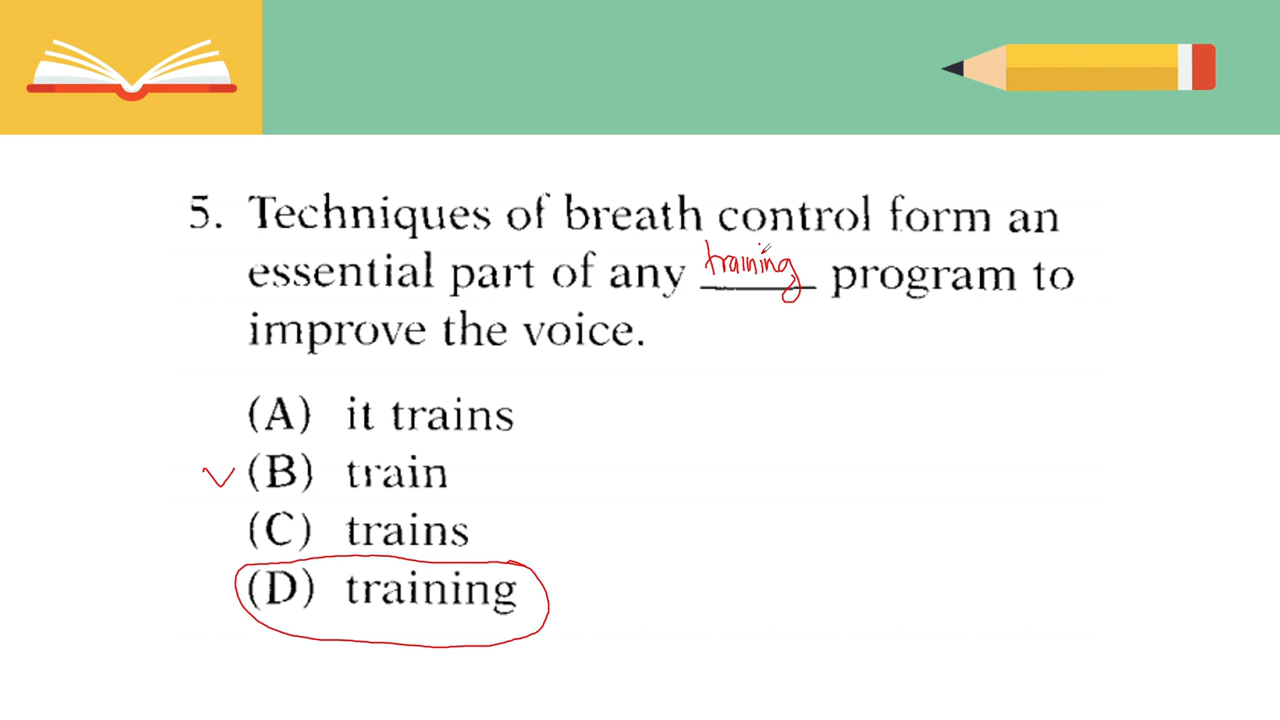 5. Techniques of breath control form an
essential part of any training program to
improve the voice.
(A) it trains
(B) train
(C) trains
(D) training